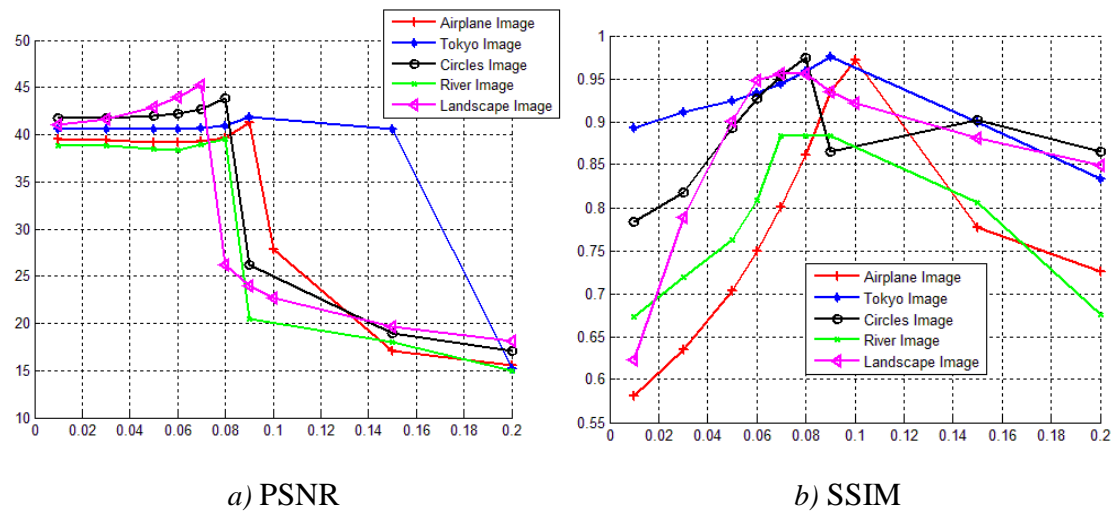 Airplane Image
Tokyo Image
Circles Image
River Image
Landscape Image
50
45
40
35
30
25
20
15
10
0 0.02 0.04 0.06 0.08 0.1 0.12 0.14 0.16 0.18 0.2
a) PSNR
1
0.95
0.9
0.85
0.8
0.75
0.7
0.65
0.6
0.55
Airplane Image
Tokyo Image
Circles Image
River Image
Landscape Image
0 0.02 0.04 0.06 0.08 0.1 0.12 0.14 0.16 0.18 0.2
b) SSIM